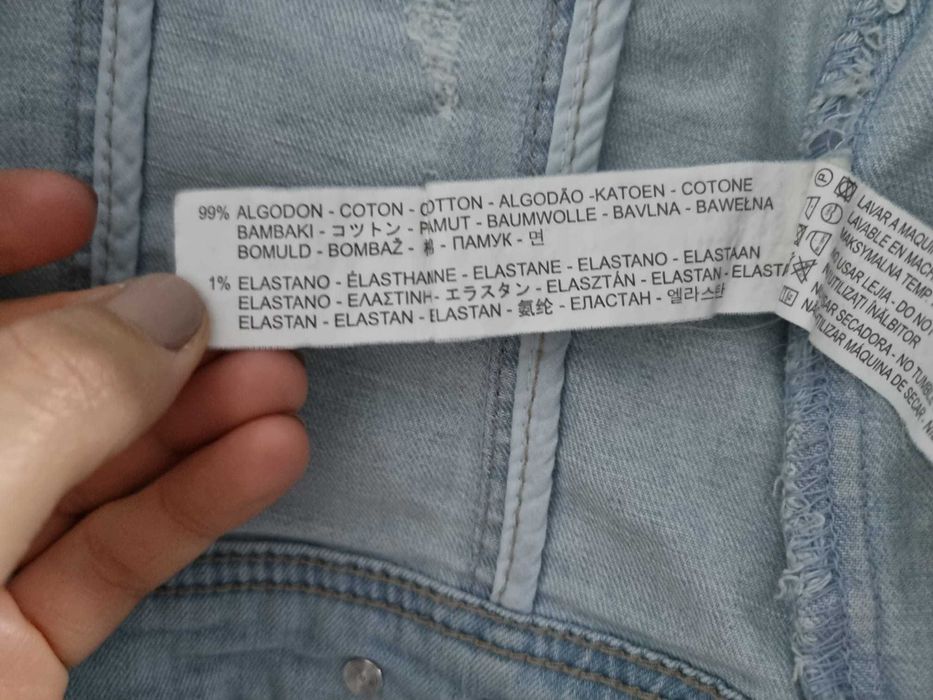 99% ALGODON - COTON - COTTON - ALGODÃO -KATOEN - COTONE
BAMBAKI - コットン - PAMUT - BAUMWOLLE - BAVLNA - BAWEŁNA
BOMULD - BOMBAŽ - 棉 - ПАМУК - 면
1% ELASTANO - ÉLASTHANNE - ELASTANE - ELASTANO - ELASTAAN
ELASTANO - ΕΛΑΣΤΙΝΗ - エラスタン - ELASZTÁN - ELASTAN - ELASTA
ELASTAN - ELASTAN - ELASTAN - 氨纶 - ЕЛАСТАН - 엘라스탄
LAVAR A MAQUI
LAVABLE EN MACH
MAKSYMALNA TEMP
NO USAR LEJIA - DO NOT
NU UTILIZAȚI ÎNĂLBITOR
NO USAR SECADORA - NO TUMBLE
NÃO UTILIZAR MÁQUINA DE SECAR - NI